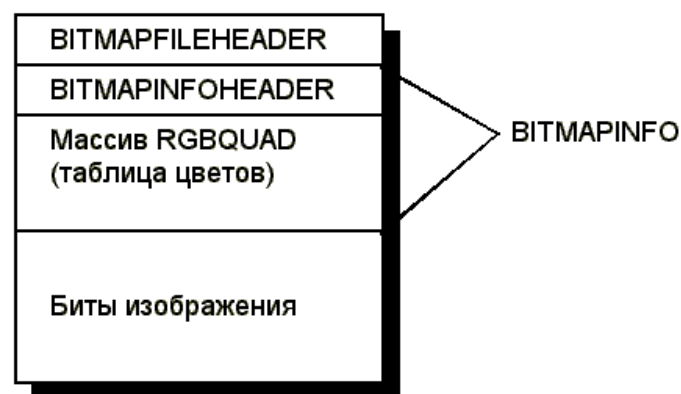 BITMAPFILEHEADER
BITMAPINFOHEADER
BITMAPINFO
Массив RGBQUAD
(таблица цветов)
Биты изображения